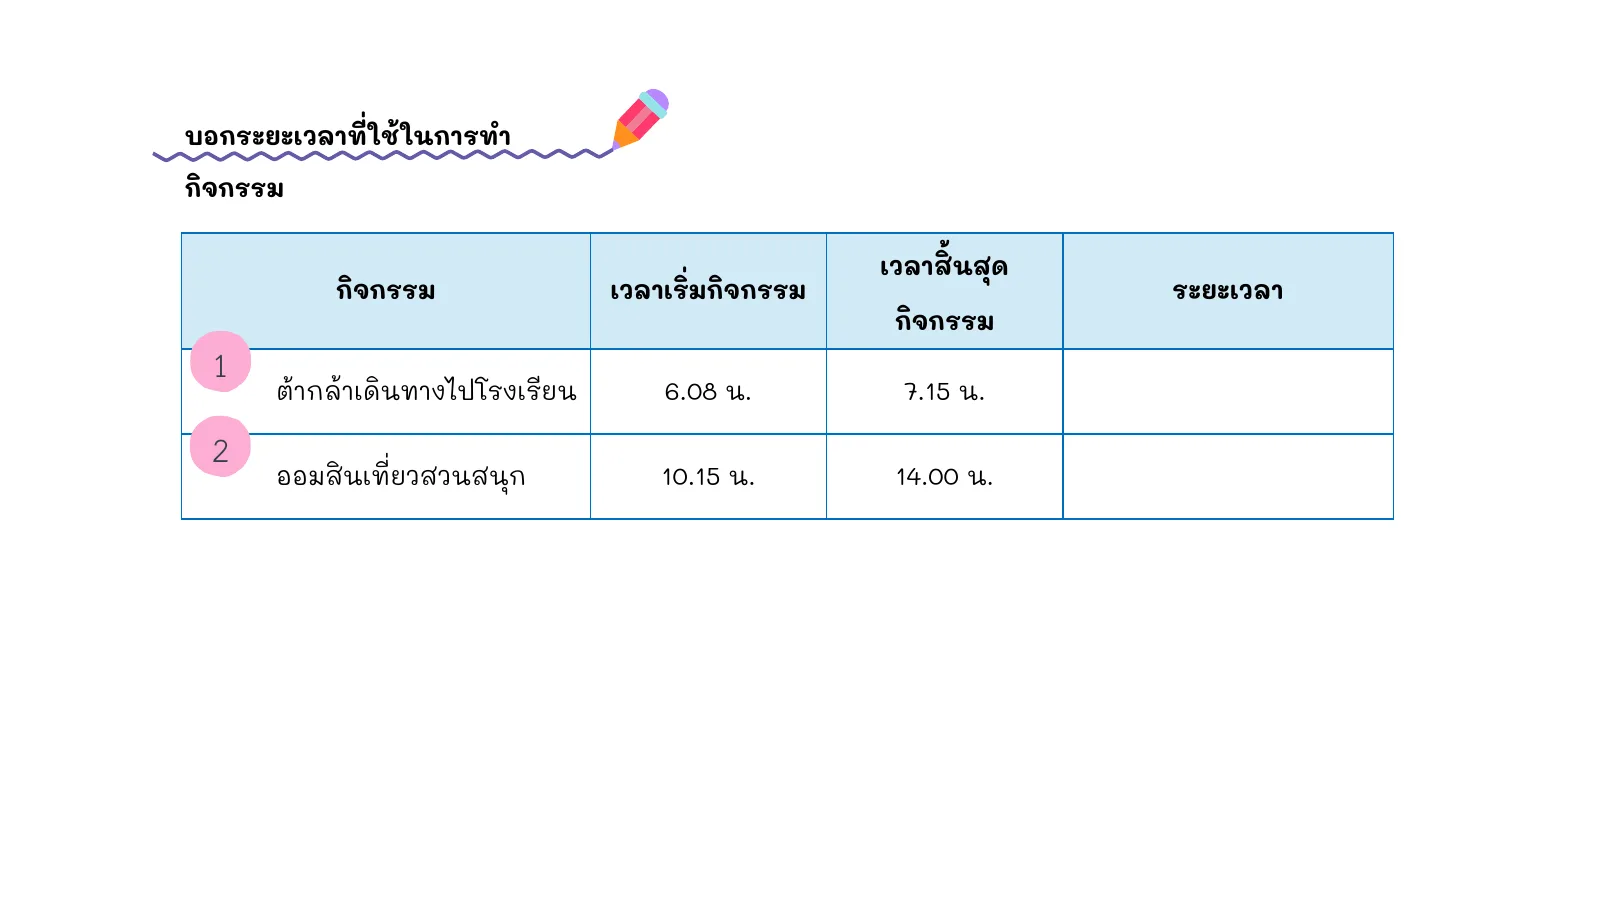 บอกระยะเวลาที่ใช้ในการทำ
กิจกรรม
กิจกรรม เวลาเริ่มกิจกรรม เวลาสิ้นสุด ระยะเวลา
กิจกรรม
1 ต้ากล้าเดินทางไปโรงเรียน 6.08 น. 7.15 น.
2 ออมสินเที่ยวสวนสนุก 10.15 น. 14.00 น.